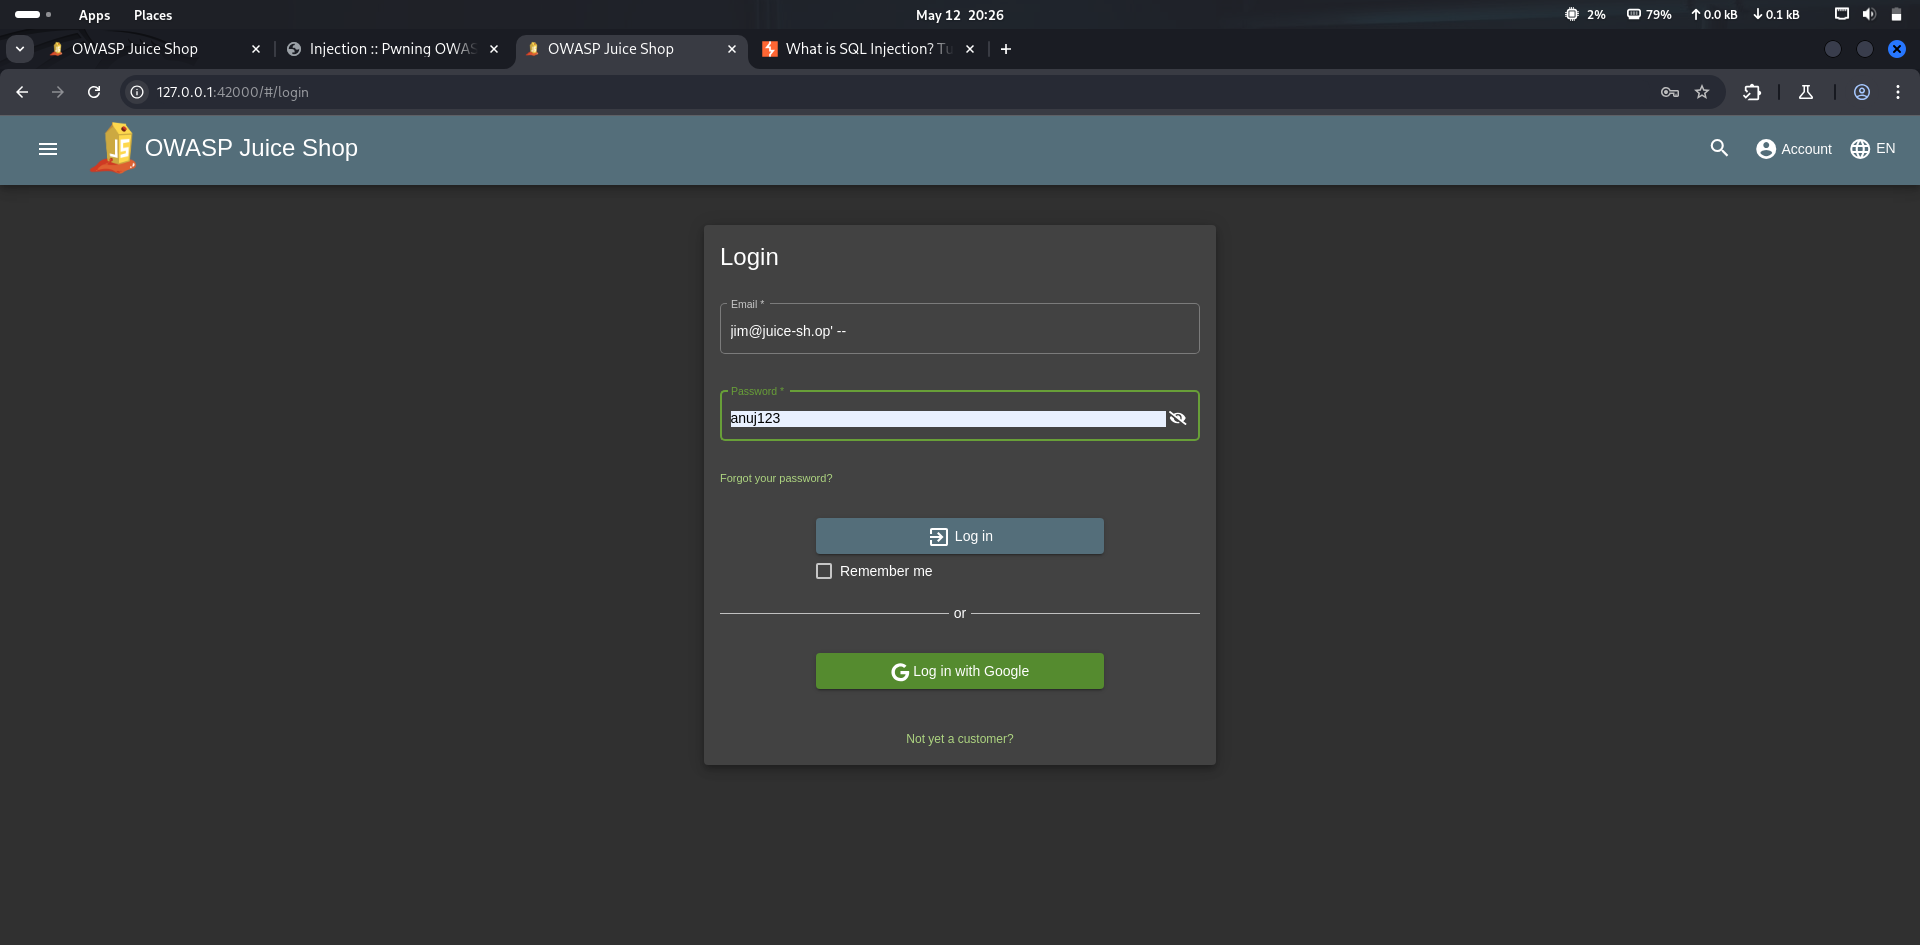 Apps Places May 12 20:26 2% 79% 0.0 kB 0.1 kB
OWASP Juice Shop Injection :: Pwning OWAS OWASP Juice Shop What is SQL Injection? Tu
127.0.0.1:42000/#/login
JS OWASP Juice Shop Account EN
Login
Email *
jim@juice-sh.op' --
Password *
anuj123
Forgot your password?
Log in
Remember me
or
G Log in with Google
Not yet a customer?